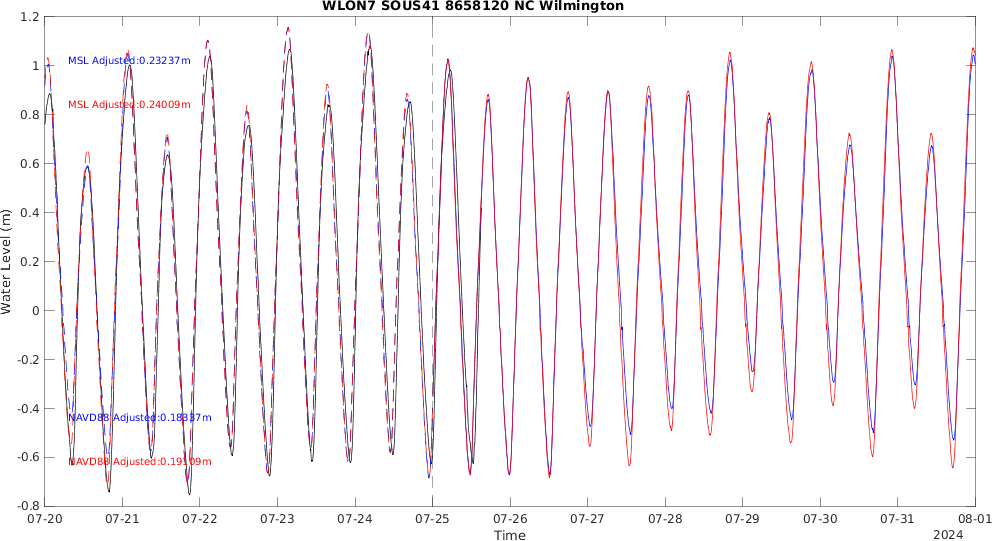 WLON7 SOUS41 8658120 NC Wilmington
1.2
1
0.8
0.6
0.4
0.2
0
-0.2
-0.4
-0.6
-0.8
Water Level (m)
MSL Adjusted:0.23237m
MSL Adjusted:0.24009m
NAVD88 Adjusted:0.18337m
NAVD88 Adjusted:0.19109m
07-20 07-21 07-22 07-23 07-24 07-25 07-26 07-27 07-28 07-29 07-30 07-31 08-01
Time
2024